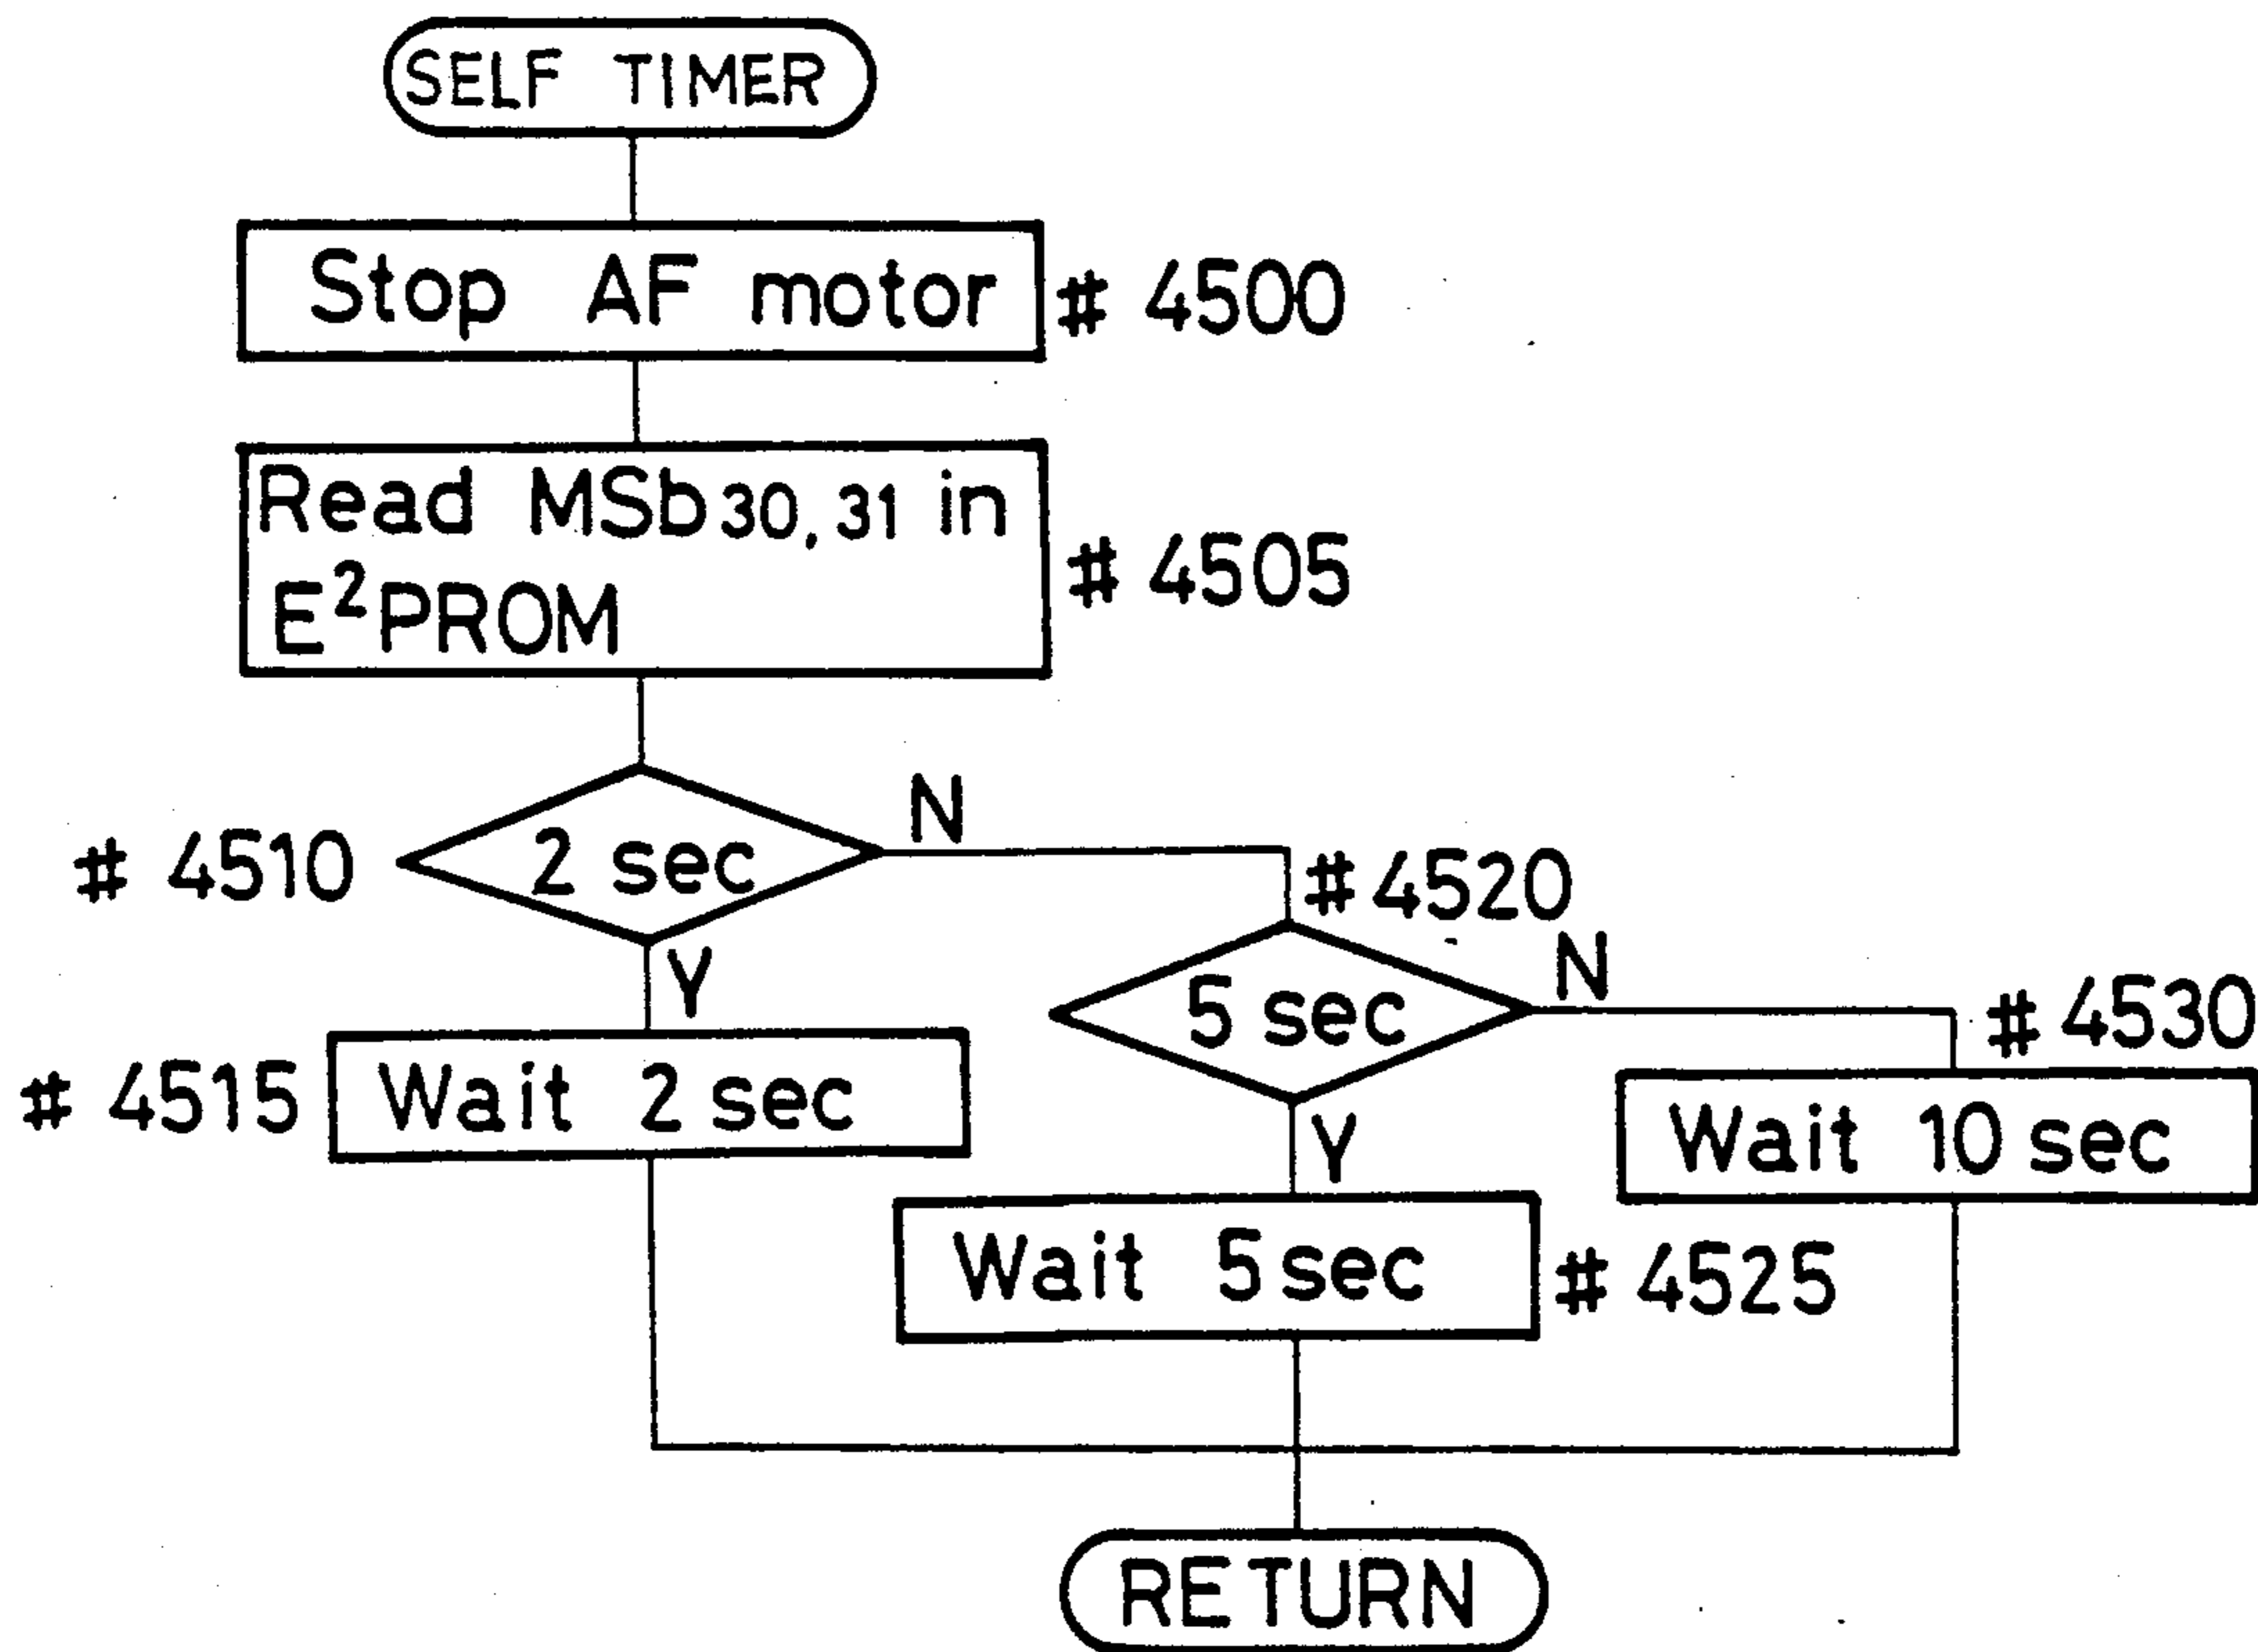 SELF TIMER
Stop AF motor # 4500
Read MSb30,31 in
E²PROM
# 4505
# 4510
2 sec
N
# 4520
Y
5 sec
N
# 4530
# 4515
Wait 2 sec
Y
Wait 10 sec
Wait 5 sec
# 4525
RETURN